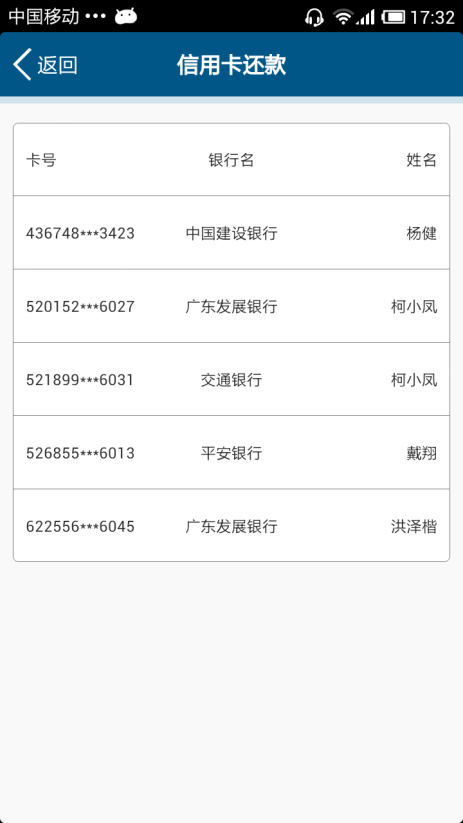 中国移动 ••• 17:32
返回 信用卡还款
卡号 银行名 姓名
436748***3423 中国建设银行 杨健
520152***6027 广东发展银行 柯小凤
521899***6031 交通银行 柯小凤
526855***6013 平安银行 戴翔
622556***6045 广东发展银行 洪泽楷